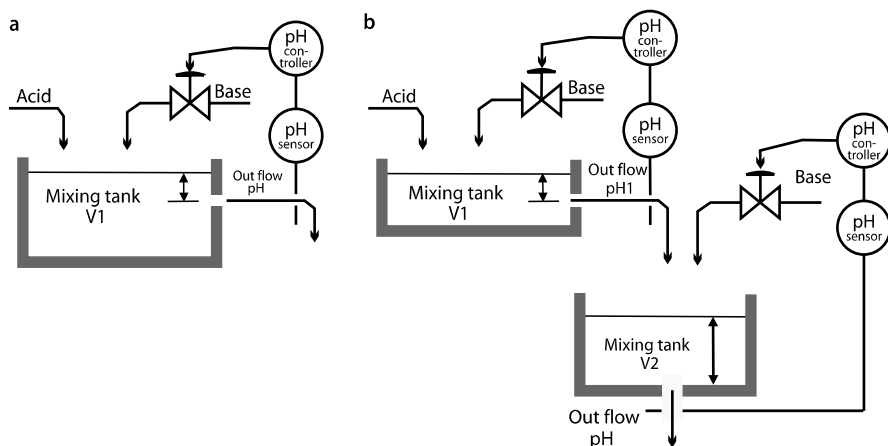 a
pH
con-
troller
Acid
Base
pH
sensor
Out flow
pH
Mixing tank
V1
b
pH
con-
troller
Acid
Base
pH
sensor
Out flow
pH1
Mixing tank
V1
pH
con-
troller
Base
pH
sensor
Mixing tank
V2
Out flow
pH